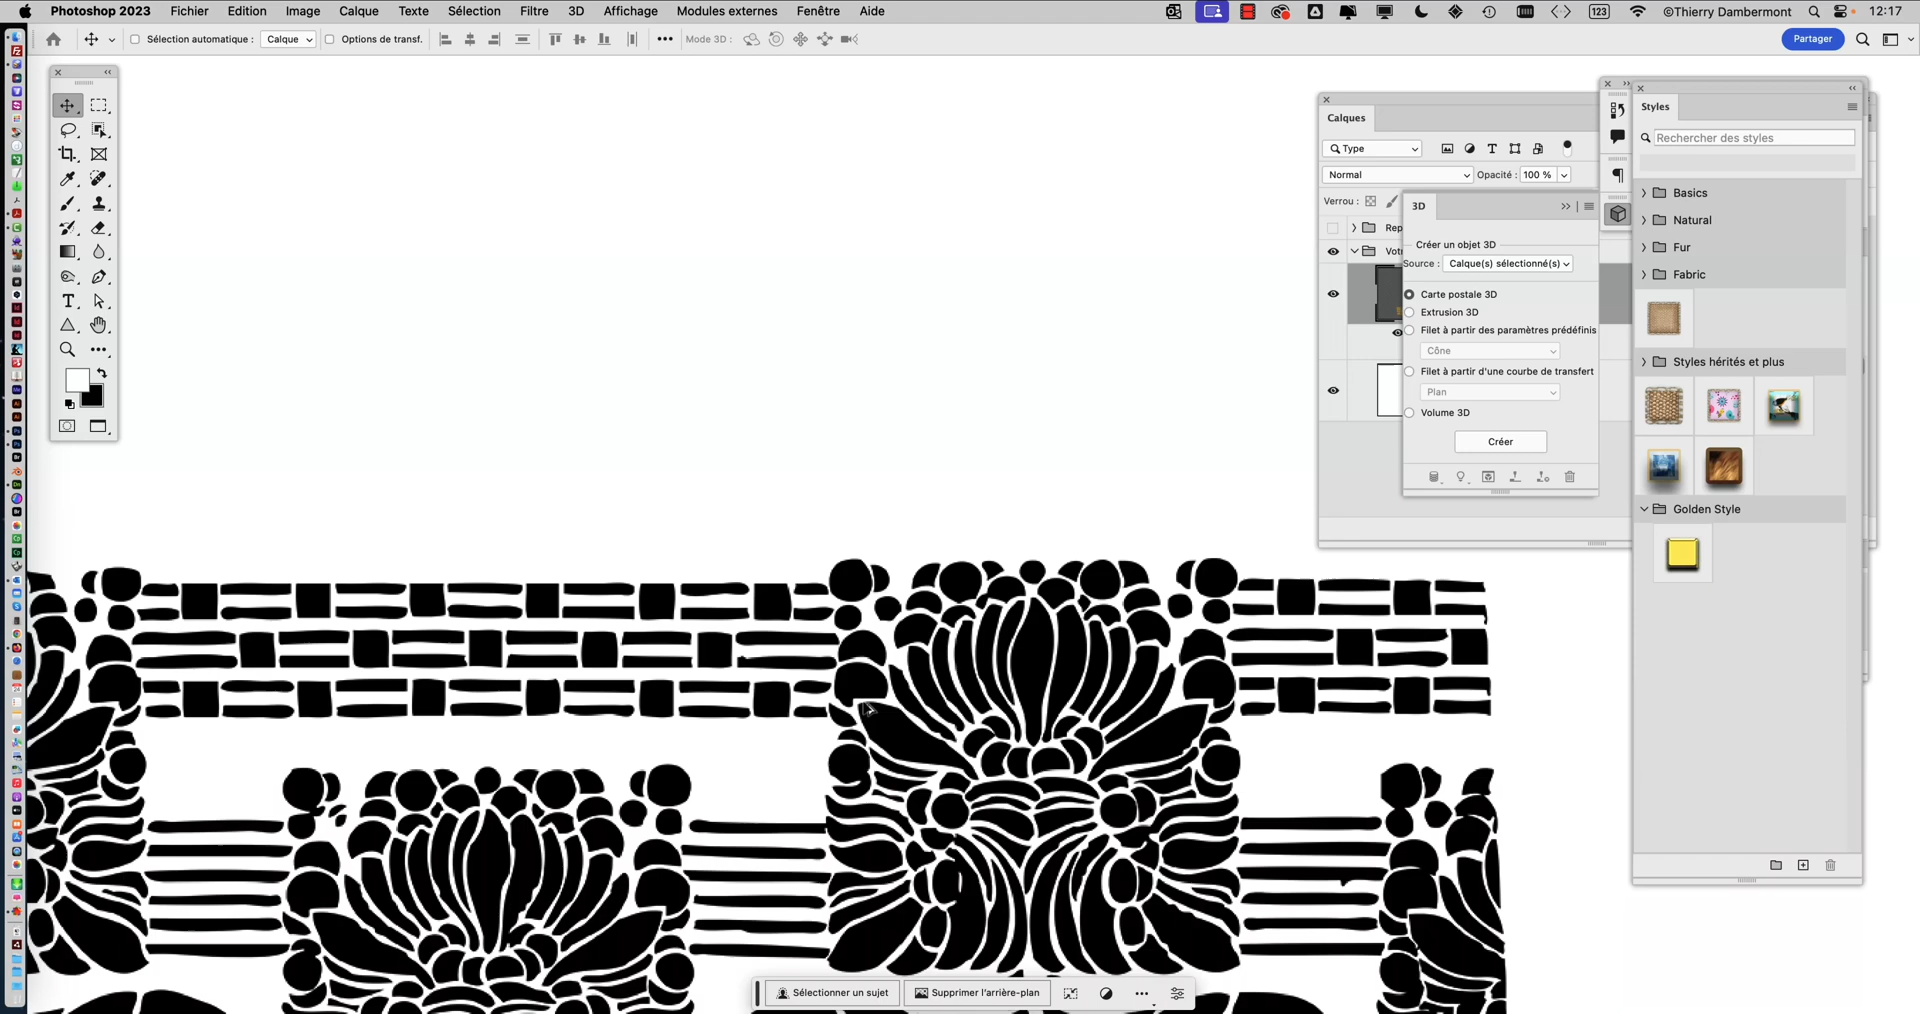 Photoshop 2023 Fichier Edition Image Calque Texte Sélection Filtre 3D Affichage Modules externes Fenêtre Aide
123 ©Thierry Dambermont 12:17
Sélection automatique : Calque Options de transf. Mode 3D : Partager
Calques
Type
Normal Opacité : 100 %
Verrou :
Rep
Vot
3D
Créer un objet 3D
Source : Calque(s) sélectionné(s)
Carte postale 3D
Extrusion 3D
Filet à partir des paramètres prédéfinis
Cône
Filet à partir d'une courbe de transfert
Plan
Volume 3D
Créer
Styles
Rechercher des styles
Basics
Natural
Fur
Fabric
Styles hérités et plus
Golden Style
Sélectionner un sujet Supprimer l'arrière-plan